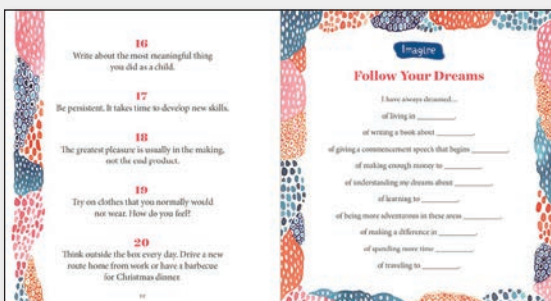 16
Write about the most meaningful thing
you did as a child.
17
Be persistent. It takes time to develop new skills.
18
The greatest pleasure is usually in the making,
not the end product.
19
Try on clothes that you normally would
not wear. How do you feel?
20
Think outside the box every day. Drive a new
route home from work or have a barbecue
for Christmas dinner.
Imagine
Follow Your Dreams
I have always dreamed...
of living in ________.
of writing a book about ________.
of giving a commencement speech that begins ________.
of making enough money to ________.
of understanding my dreams about ________.
of learning to ________.
of being more adventurous in these areas ________.
of making a difference in ________.
of spending more time ________.
of traveling to ________.